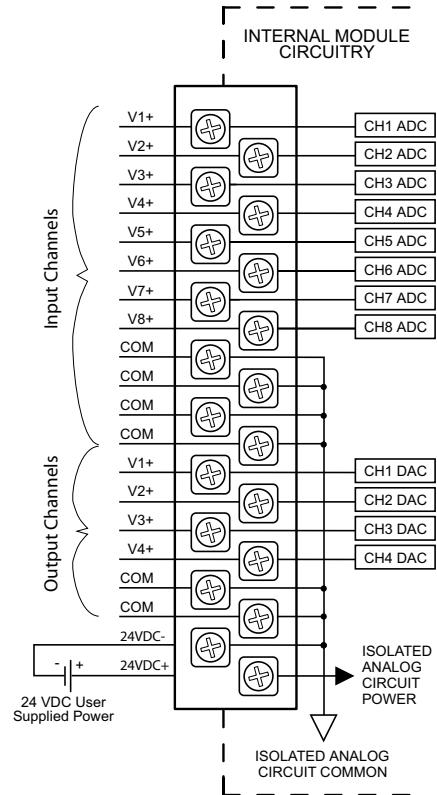 INTERNAL MODULE
CIRCUITRY
Input Channels
V1+
CH1 ADC
V2+
CH2 ADC
V3+
CH3 ADC
V4+
CH4 ADC
V5+
CH5 ADC
V6+
CH6 ADC
V7+
CH7 ADC
V8+
CH8 ADC
COM
COM
COM
COM
Output Channels
V1+
CH1 DAC
V2+
CH2 DAC
V3+
CH3 DAC
V4+
CH4 DAC
COM
COM
24VDC-
24VDC+
- +
24 VDC User
Supplied Power
ISOLATED
ANALOG
CIRCUIT
POWER
ISOLATED ANALOG
CIRCUIT COMMON